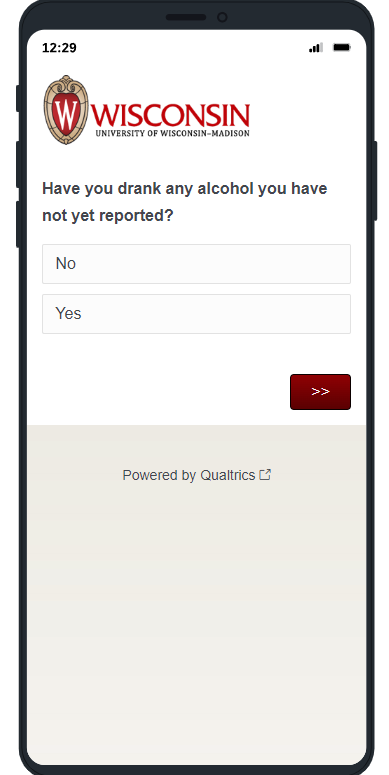 12:29
W
WISCONSIN
UNIVERSITY OF WISCONSIN–MADISON
Have you drank any alcohol you have
not yet reported?
No
Yes
>>
Powered by Qualtrics